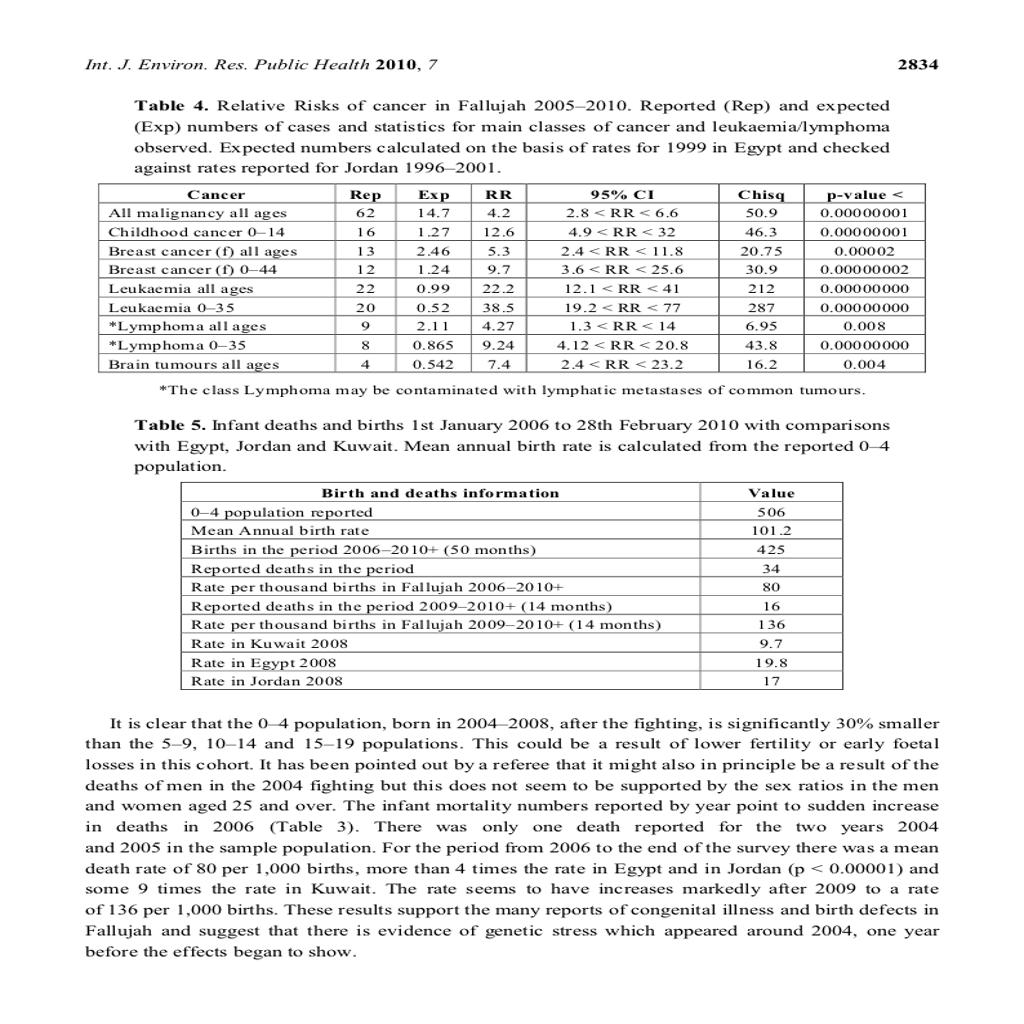 Int. J. Environ. Res. Public Health 2010, 7 2834
Table 4. Relative Risks of cancer in Fallujah 2005–2010. Reported (Rep) and expected
(Exp) numbers of cases and statistics for main classes of cancer and leukaemia/lymphoma
observed. Expected numbers calculated on the basis of rates for 1999 in Egypt and checked
against rates reported for Jordan 1996–2001.
Cancer Rep Exp RR 95% CI Chisq p-value <
All malignancy all ages 62 14.7 4.2 2.8 < RR < 6.6 50.9 0.00000001
Childhood cancer 0–14 16 1.27 12.6 4.9 < RR < 32 46.3 0.00000001
Breast cancer (f) all ages 13 2.46 5.3 2.4 < RR < 11.8 20.75 0.00002
Breast cancer (f) 0–44 12 1.24 9.7 3.6 < RR < 25.6 30.9 0.00000002
Leukaemia all ages 22 0.99 22.2 12.1 < RR < 41 212 0.00000000
Leukaemia 0–35 20 0.52 38.5 19.2 < RR < 77 287 0.00000000
*Lymphoma all ages 9 2.11 4.27 1.3 < RR < 14 6.95 0.008
*Lymphoma 0–35 8 0.865 9.24 4.12 < RR < 20.8 43.8 0.00000000
Brain tumours all ages 4 0.542 7.4 2.4 < RR < 23.2 16.2 0.004
*The class Lymphoma may be contaminated with lymphatic metastases of common tumours.
Table 5. Infant deaths and births 1st January 2006 to 28th February 2010 with comparisons
with Egypt, Jordan and Kuwait. Mean annual birth rate is calculated from the reported 0–4
population.
Birth and deaths information Value
0–4 population reported 506
Mean Annual birth rate 101.2
Births in the period 2006–2010+ (50 months) 425
Reported deaths in the period 34
Rate per thousand births in Fallujah 2006–2010+ 80
Reported deaths in the period 2009–2010+ (14 months) 16
Rate per thousand births in Fallujah 2009–2010+ (14 months) 136
Rate in Kuwait 2008 9.7
Rate in Egypt 2008 19.8
Rate in Jordan 2008 17
It is clear that the 0–4 population, born in 2004–2008, after the fighting, is significantly 30% smaller
than the 5–9, 10–14 and 15–19 populations. This could be a result of lower fertility or early foetal
losses in this cohort. It has been pointed out by a referee that it might also in principle be a result of the
deaths of men in the 2004 fighting but this does not seem to be supported by the sex ratios in the men
and women aged 25 and over. The infant mortality numbers reported by year point to sudden increase
in deaths in 2006 (Table 3). There was only one death reported for the two years 2004
and 2005 in the sample population. For the period from 2006 to the end of the survey there was a mean
death rate of 80 per 1,000 births, more than 4 times the rate in Egypt and in Jordan (p < 0.00001) and
some 9 times the rate in Kuwait. The rate seems to have increases markedly after 2009 to a rate
of 136 per 1,000 births. These results support the many reports of congenital illness and birth defects in
Fallujah and suggest that there is evidence of genetic stress which appeared around 2004, one year
before the effects began to show.